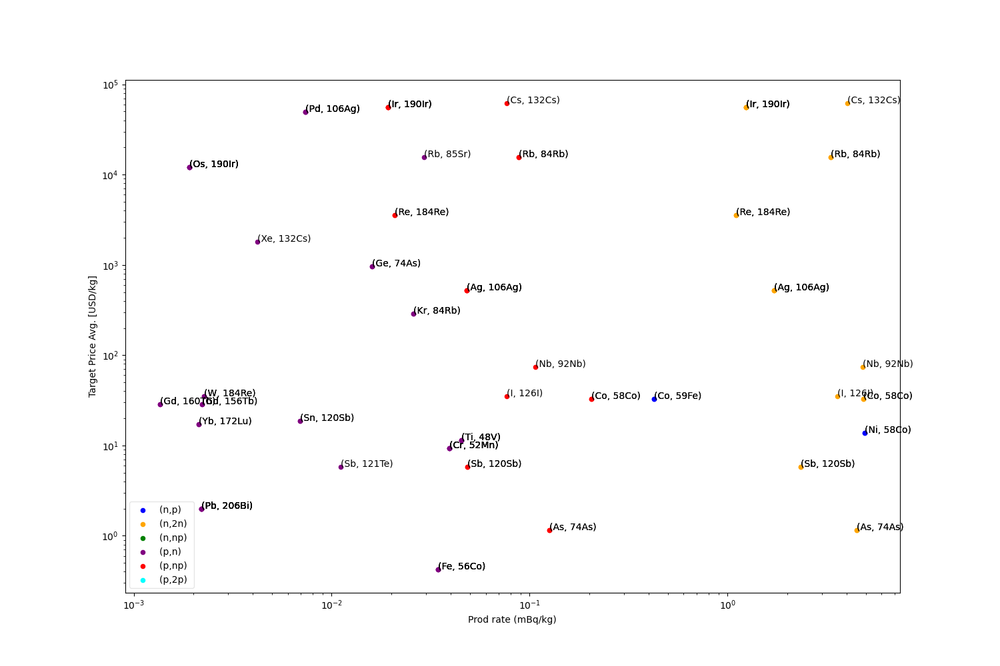 10^5
(Cs, 132Cs)
(Cs, 132Cs)
(Ir, 190Ir)
(Ir, 190Ir)
(Pd, 106Ag)
(Rb, 85Sr)
(Rb, 84Rb)
(Rb, 84Rb)
(Os, 190Ir)
10^4
(Re, 184Re)
(Re, 184Re)
(Xe, 132Cs)
(Ge, 74As)
10^3
(Ag, 106Ag)
(Ag, 106Ag)
(Kr, 84Rb)
Target Price Avg. [USD/kg]
10^2
(Nb, 92Nb)
(Nb, 92Nb)
(W, 184Re)
(I, 126I)
(I, 126I)
(Co, 58Co)
(Co, 59Fe)
(Co, 58Co)
(Gd, 160Tb)
(Gd, 156Tb)
(Yb, 172Lu)
(Sn, 120Sb)
(Ni, 58Co)
(Ti, 48V)
10^1
(Cr, 52Mn)
(Sb, 121Te)
(Sb, 120Sb)
(Sb, 120Sb)
(Pb, 206Bi)
(As, 74As)
(As, 74As)
10^0
(Fe, 56Co)
(n,p)
(n,2n)
(n,np)
(p,n)
(p,np)
(p,2p)
10^−3
10^−2
10^−1
10^0
Prod rate (mBq/kg)